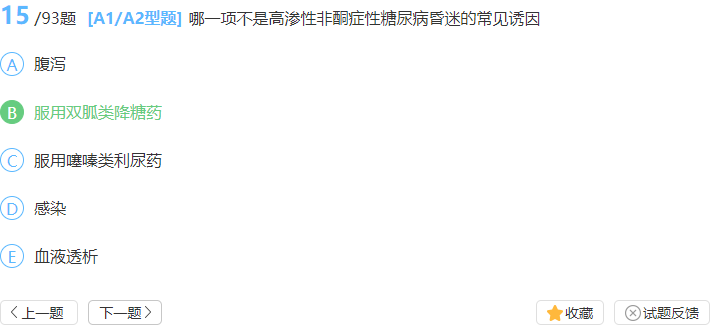 15 /93题 [A1/A2型题] 哪一项不是高渗性非酮症性糖尿病昏迷的常见诱因
A 腹泻
B 服用双胍类降糖药
C 服用噻嗪类利尿药
D 感染
E 血液透析
上一题 下一题 收藏 试题反馈